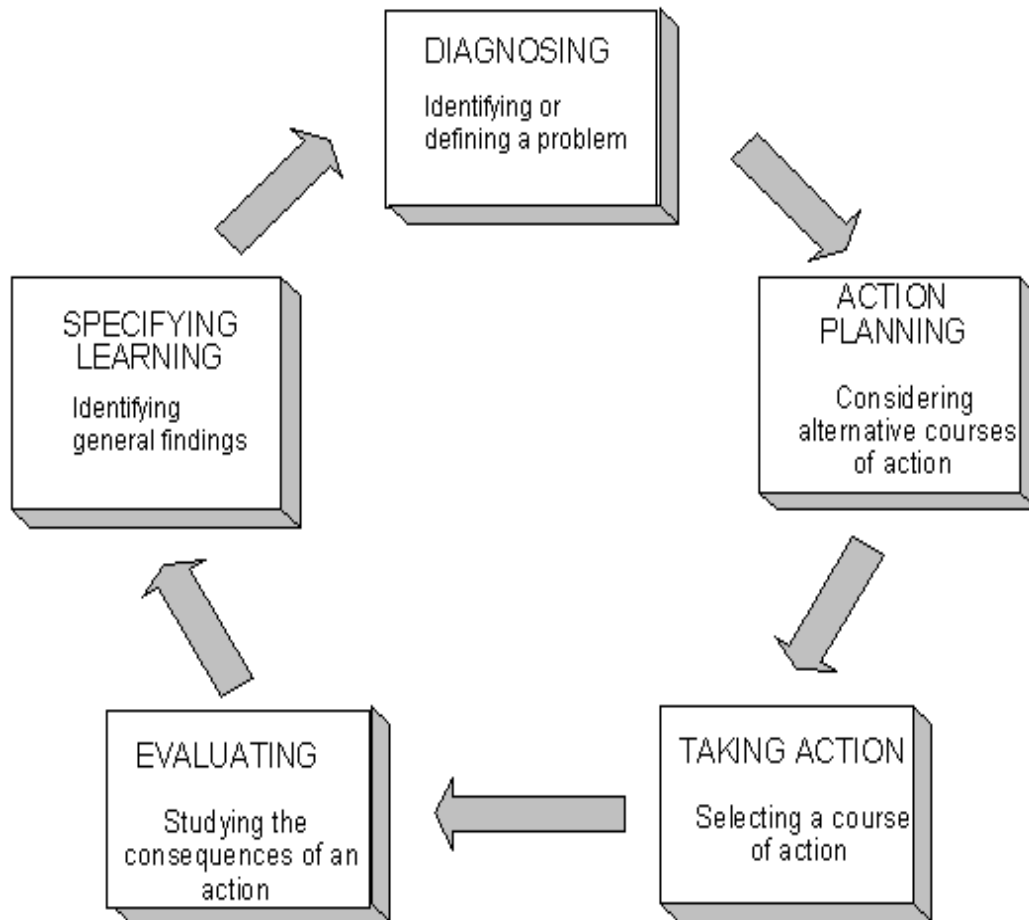 DIAGNOSING
Identifying or
defining a problem
ACTION
PLANNING
Considering
alternative courses
of action
TAKING ACTION
Selecting a course
of action
EVALUATING
Studying the
consequences of an
action
SPECIFYING
LEARNING
Identifying
general findings